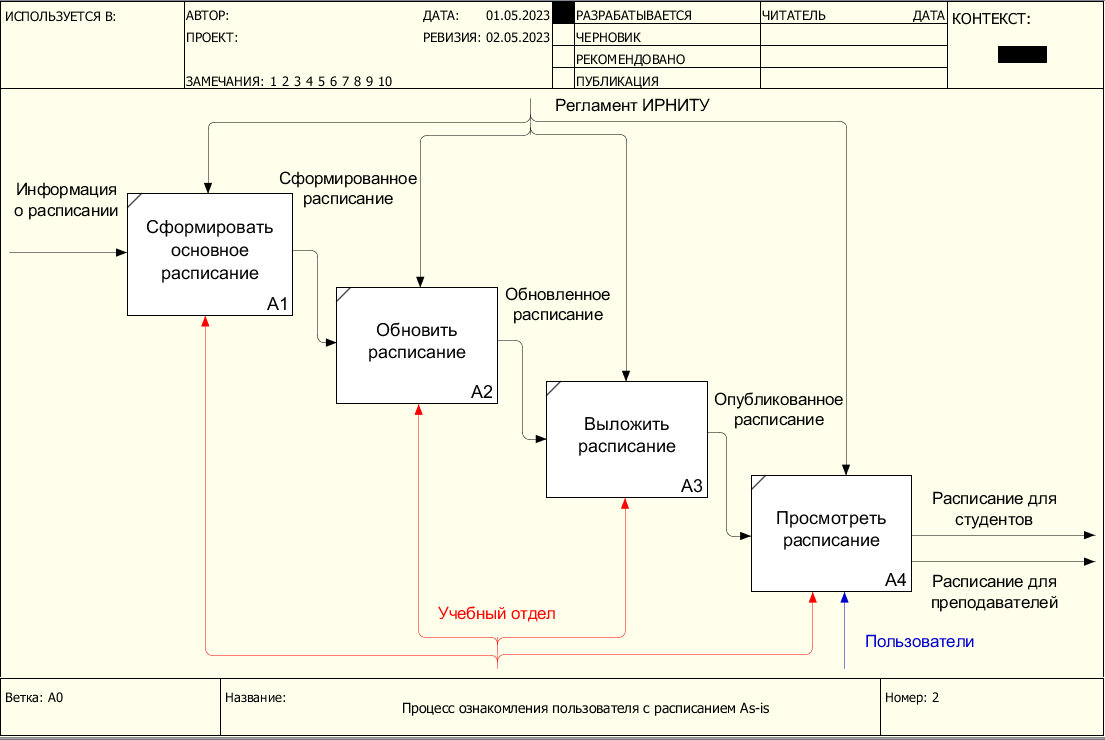 ИСПОЛЬЗУЕТСЯ В:
АВТОР:
ДАТА: 01.05.2023
ПРОЕКТ:
РЕВИЗИЯ: 02.05.2023
ЗАМЕЧАНИЯ: 1 2 3 4 5 6 7 8 9 10
РАЗРАБАТЫВАЕТСЯ
ЧЕРНОВИК
РЕКОМЕНДОВАНО
ПУБЛИКАЦИЯ
ЧИТАТЕЛЬ ДАТА
КОНТЕКСТ:
Регламент ИРНИТУ
Информация
о расписании
Сформировать
основное
расписание
A1
Сформированное
расписание
Обновить
расписание
A2
Обновленное
расписание
Выложить
расписание
A3
Опубликованное
расписание
Просмотреть
расписание
A4
Расписание для
студентов
Расписание для
преподавателей
Учебный отдел
Пользователи
Ветка: A0
Название:
Процесс ознакомления пользователя с расписанием As-is
Номер: 2